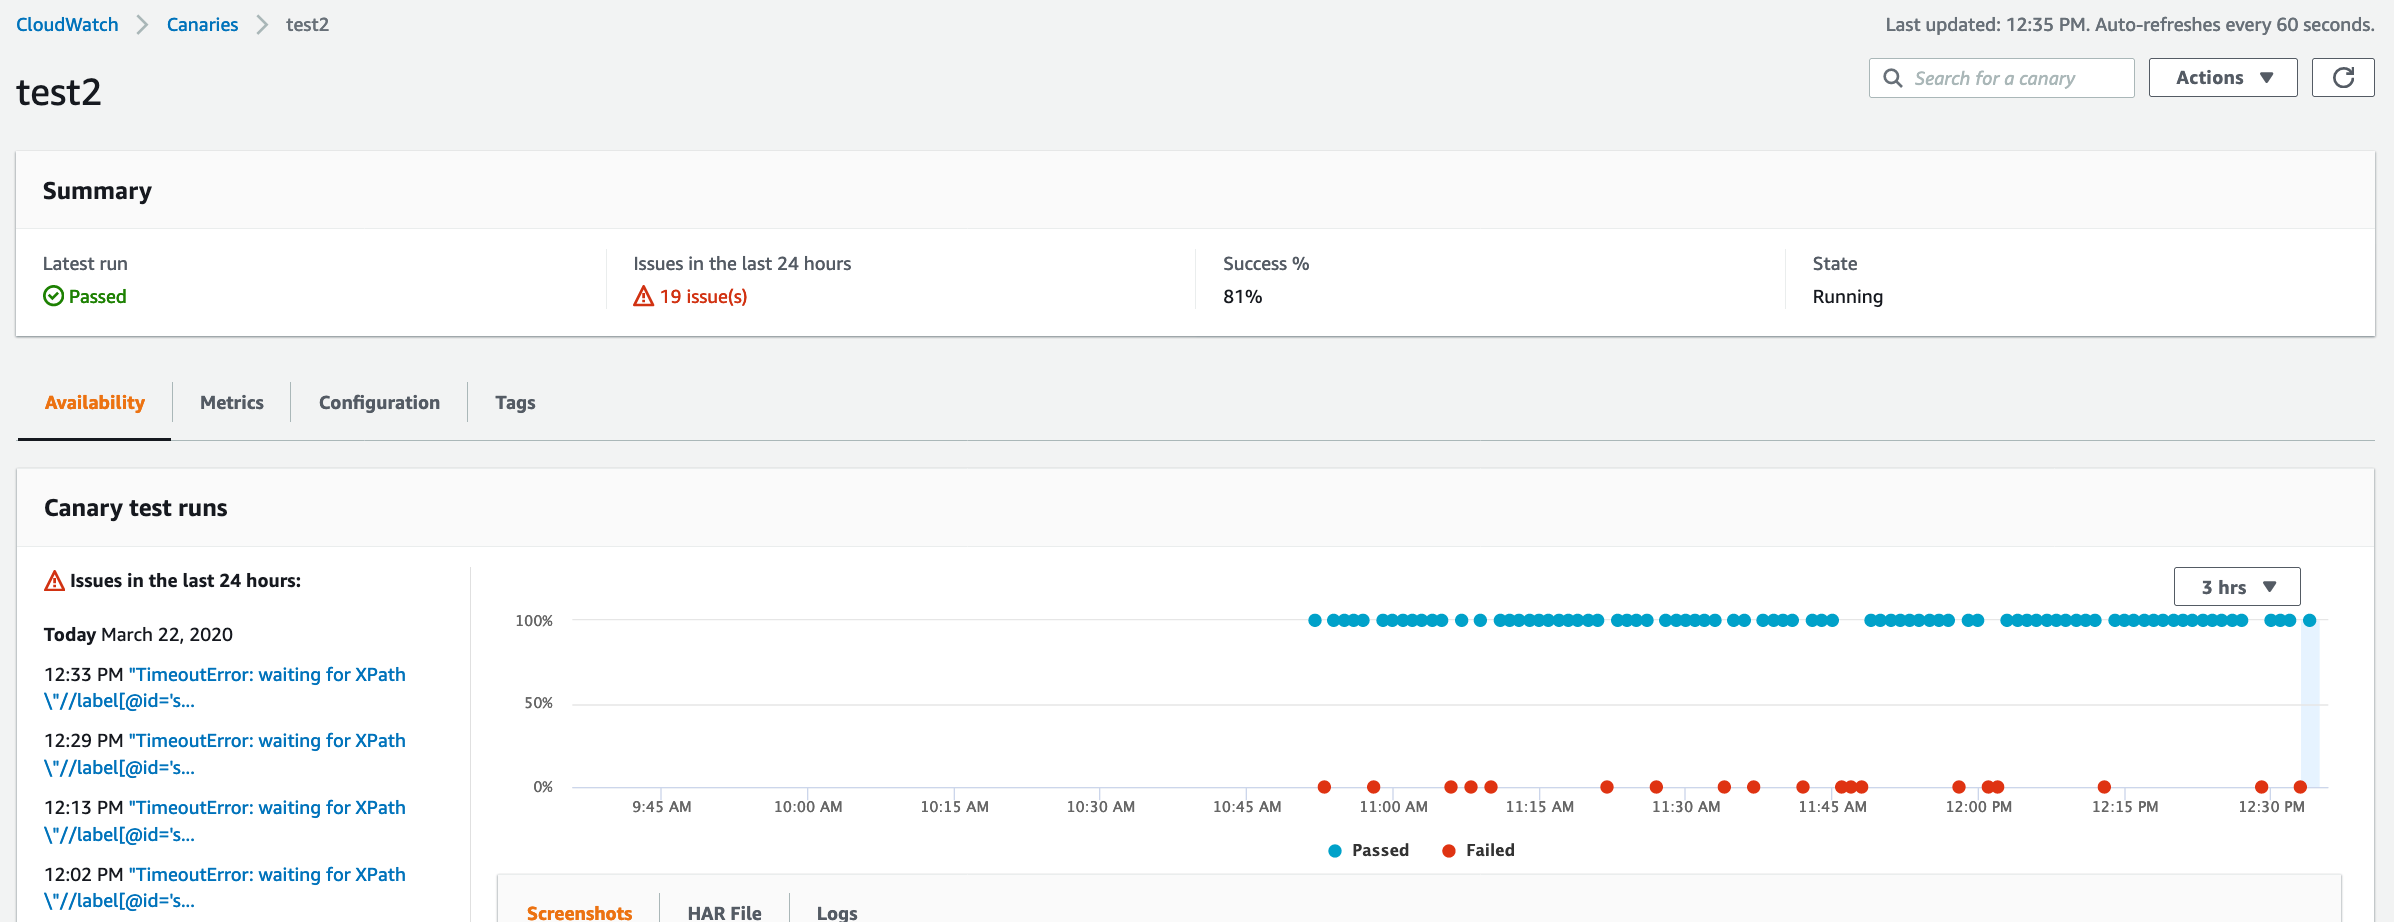 CloudWatch > Canaries > test2
Last updated: 12:35 PM. Auto-refreshes every 60 seconds.
test2
Search for a canary
Actions
Summary
Latest run
Passed
Issues in the last 24 hours
19 issue(s)
Success %
81%
State
Running
Availability
Metrics
Configuration
Tags
Canary test runs
Issues in the last 24 hours:
Today March 22, 2020
12:33 PM "TimeoutError: waiting for XPath
\"//label[@id='s...
12:29 PM "TimeoutError: waiting for XPath
\"//label[@id='s...
12:13 PM "TimeoutError: waiting for XPath
\"//label[@id='s...
12:02 PM "TimeoutError: waiting for XPath
\"//label[@id='s...
3 hrs
100%
50%
0%
9:45 AM
10:00 AM
10:15 AM
10:30 AM
10:45 AM
11:00 AM
11:15 AM
11:30 AM
11:45 AM
12:00 PM
12:15 PM
12:30 PM
Passed
Failed
Screenshots
HAR File
Logs